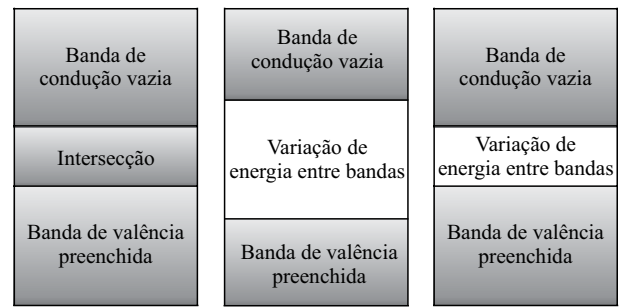 Banda de
condução vazia
Intersecção
Banda de valência
preenchida
Banda de
condução vazia
Variação de
energia entre bandas
Banda de valência
preenchida
Banda de
condução vazia
Variação de
energia entre bandas
Banda de valência
preenchida